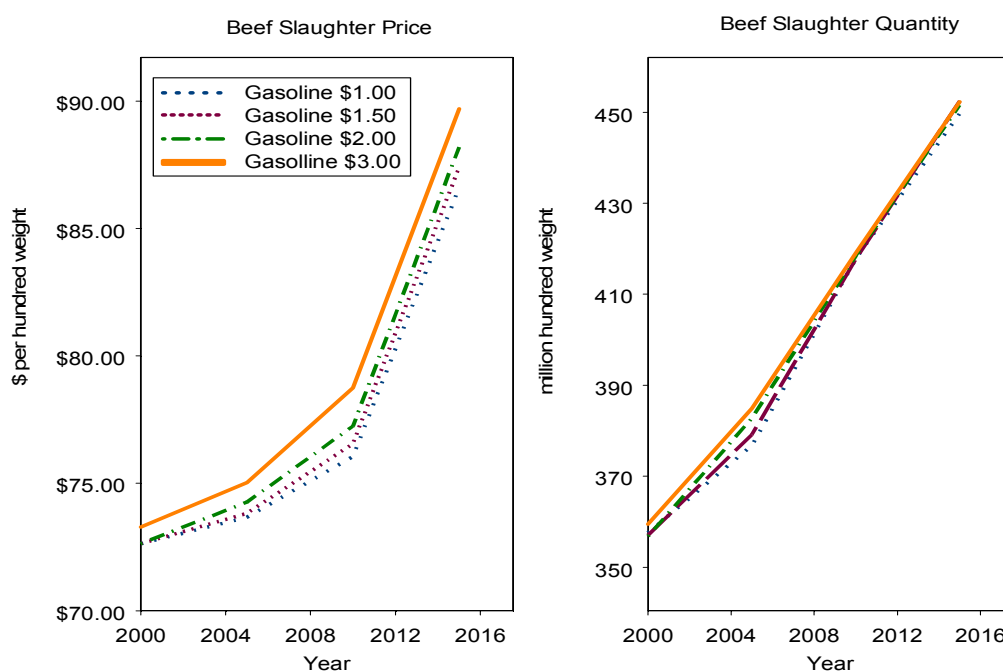 Beef Slaughter Price
$ per hundred weight
$90.00
$85.00
$80.00
$75.00
$70.00
Gasoline $1.00
Gasoline $1.50
Gasoline $2.00
Gasolline $3.00
2000 2004 2008 2012 2016
Year
Beef Slaughter Quantity
million hundred weight
450
430
410
390
370
350
2000 2004 2008 2012 2016
Year